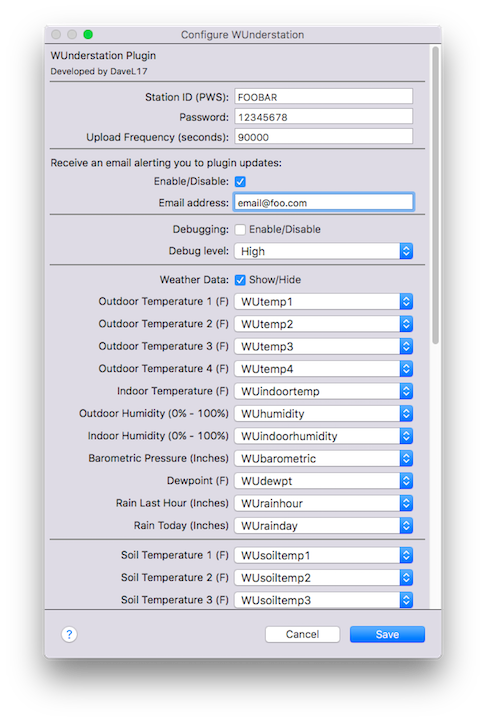 Configure WUnderstation
WUnderstation Plugin
Developed by DaveL17
Station ID (PWS): FOOBAR
Password: 12345678
Upload Frequency (seconds): 90000
Receive an email alerting you to plugin updates:
Enable/Disable:
Email address: email@foo.com
Debugging: Enable/Disable
Debug level: High
Weather Data: Show/Hide
Outdoor Temperature 1 (F) WUtemp1
Outdoor Temperature 2 (F) WUtemp2
Outdoor Temperature 3 (F) WUtemp3
Outdoor Temperature 4 (F) WUtemp4
Indoor Temperature (F) WUindoortemp
Outdoor Humidity (0% - 100%) WUhumidity
Indoor Humidity (0% - 100%) WUindoorhumidity
Barometric Pressure (Inches) WUbarometric
Dewpoint (F) WUdewpt
Rain Last Hour (Inches) WUrainhour
Rain Today (Inches) WUrainday
Soil Temperature 1 (F) WUsoiltemp1
Soil Temperature 2 (F) WUsoiltemp2
Soil Temperature 3 (F) WUsoiltemp3
? Cancel Save